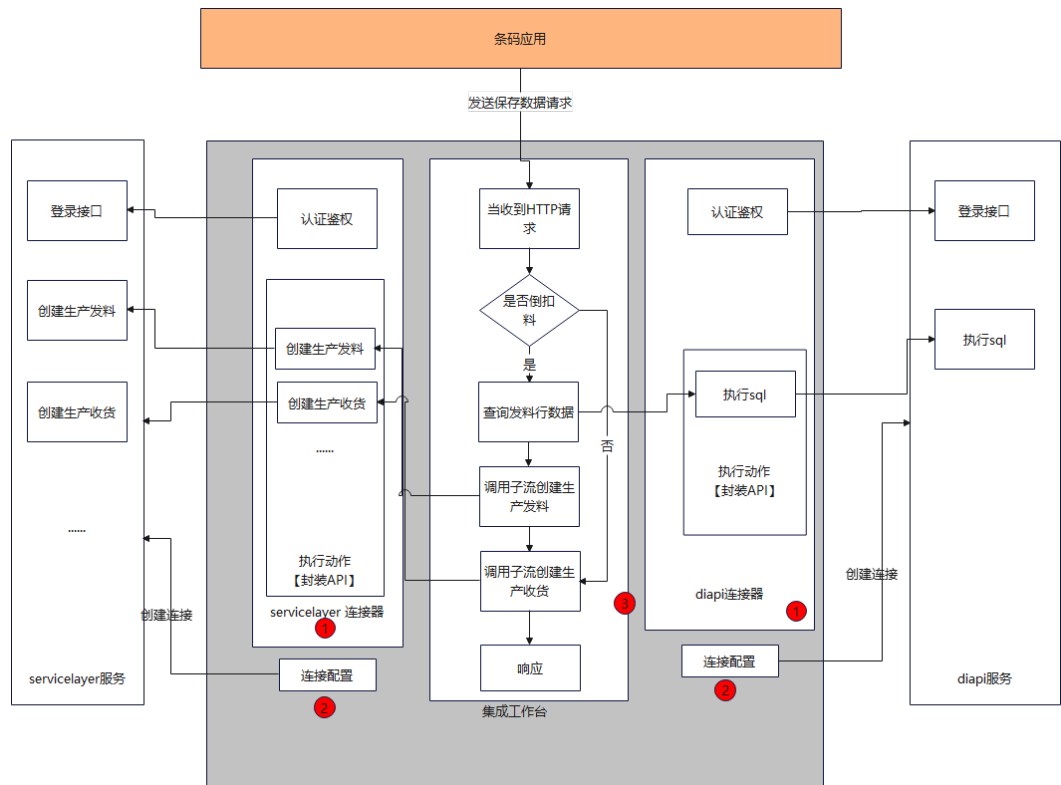 条码应用
发送保存数据请求
登录接口
创建生产发料
创建生产收货
......
创建连接
servicelayer服务
认证鉴权
创建生产发料
创建生产收货
......
执行动作
【封装API】
servicelayer 连接器
1
连接配置
2
当收到HTTP请
求
是否倒扣
料
是
否
查询发料行数据
调用子流创建生
产发料
调用子流创建生
产收货
3
响应
集成工作台
认证鉴权
执行sql
执行动作
【封装API】
diapi连接器
1
连接配置
2
登录接口
执行sql
创建连接
diapi服务